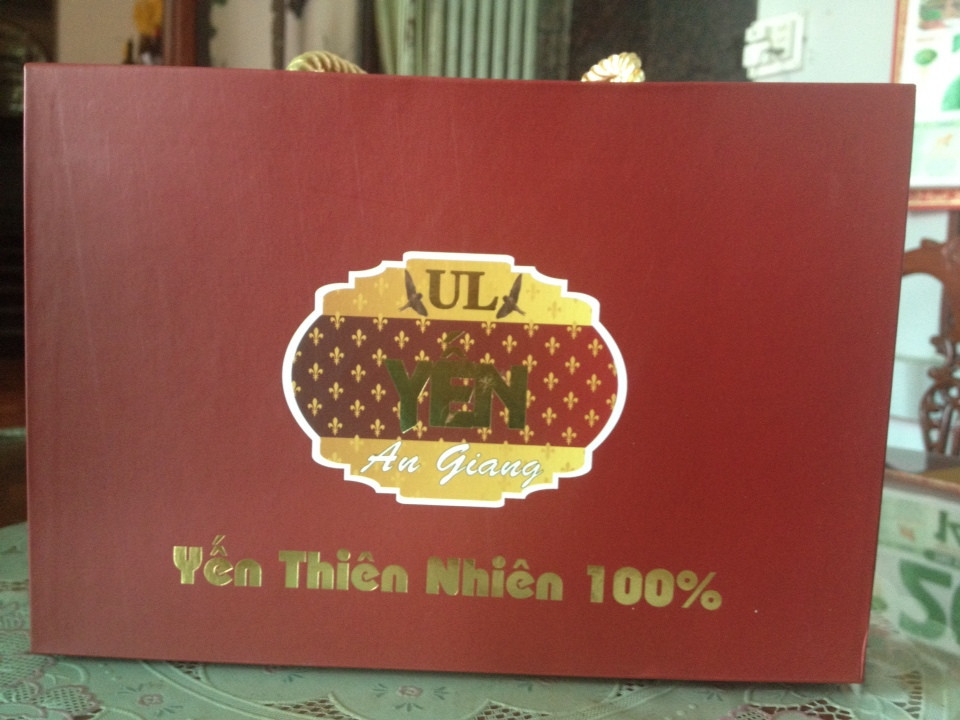 UL
YẾN
An Giang
Yến Thiên Nhiên 100%